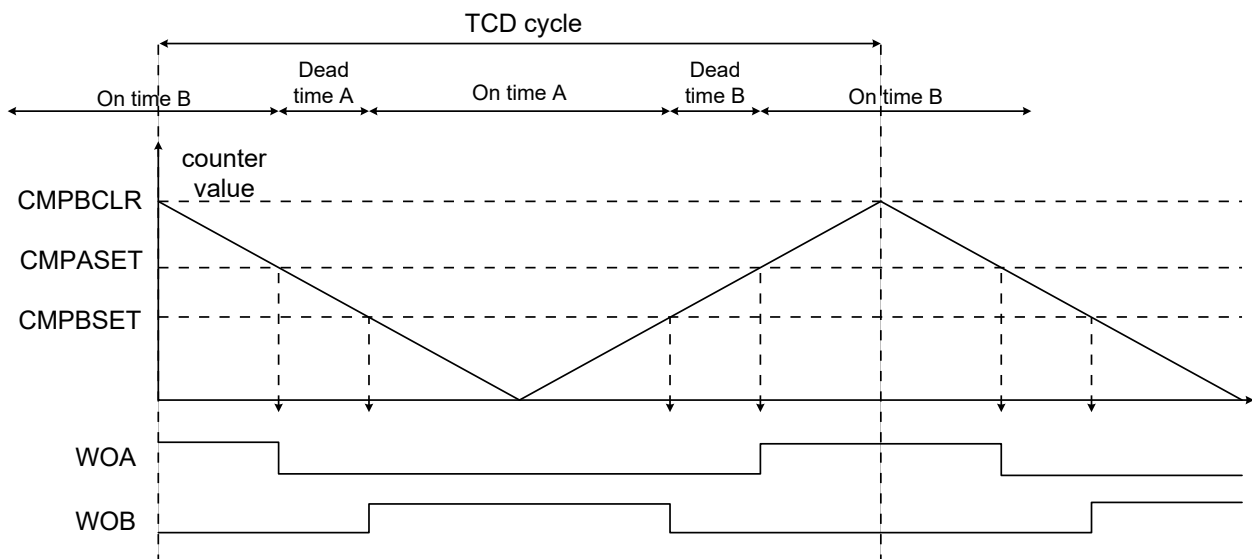 TCD cycle
On time B
Dead
time A
On time A
Dead
time B
On time B
counter
value
CMPBCLR
CMPASET
CMPBSET
WOA
WOB